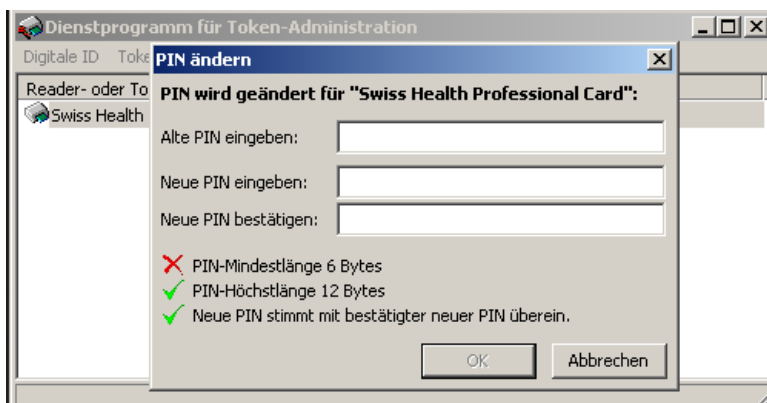 Dienstprogramm für Token-Administration
Digitale ID Toke
PIN ändern
Reader- oder To
Swiss Health
PIN wird geändert für "Swiss Health Professional Card":
Alte PIN eingeben:
Neue PIN eingeben:
Neue PIN bestätigen:
PIN-Mindestlänge 6 Bytes
PIN-Höchstlänge 12 Bytes
Neue PIN stimmt mit bestätigter neuer PIN überein.
OK Abbrechen